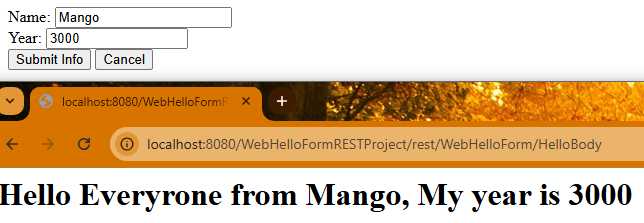 Name: Mango
Year: 3000
Submit Info Cancel
localhost:8080/WebHelloFormR
localhost:8080/WebHelloFormRESTProject/rest/WebHelloForm/HelloBody
Hello Everyrone from Mango, My year is 3000